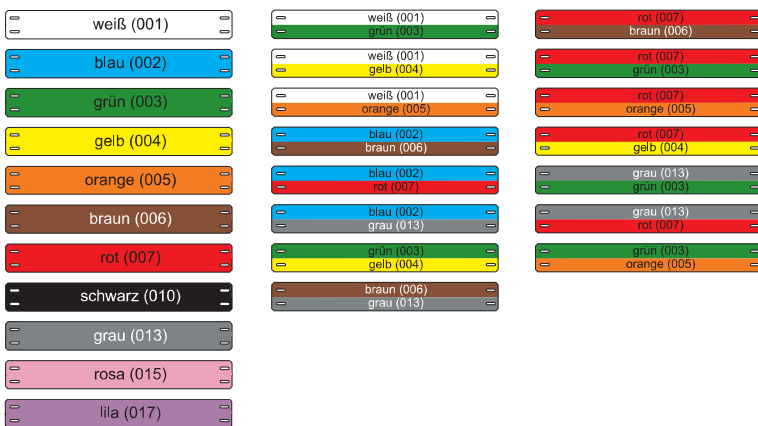 weiß (001)
blau (002)
grün (003)
gelb (004)
orange (005)
braun (006)
rot (007)
schwarz (010)
grau (013)
rosa (015)
lila (017)
weiß (001)
grün (003)
weiß (001)
gelb (004)
weiß (001)
orange (005)
blau (002)
braun (006)
blau (002)
rot (007)
blau (002)
grau (013)
grün (003)
gelb (004)
braun (006)
grau (013)
rot (007)
braun (006)
rot (007)
grün (003)
rot (007)
orange (005)
rot (007)
gelb (004)
grau (013)
grün (003)
grau (013)
rot (007)
grün (003)
orange (005)